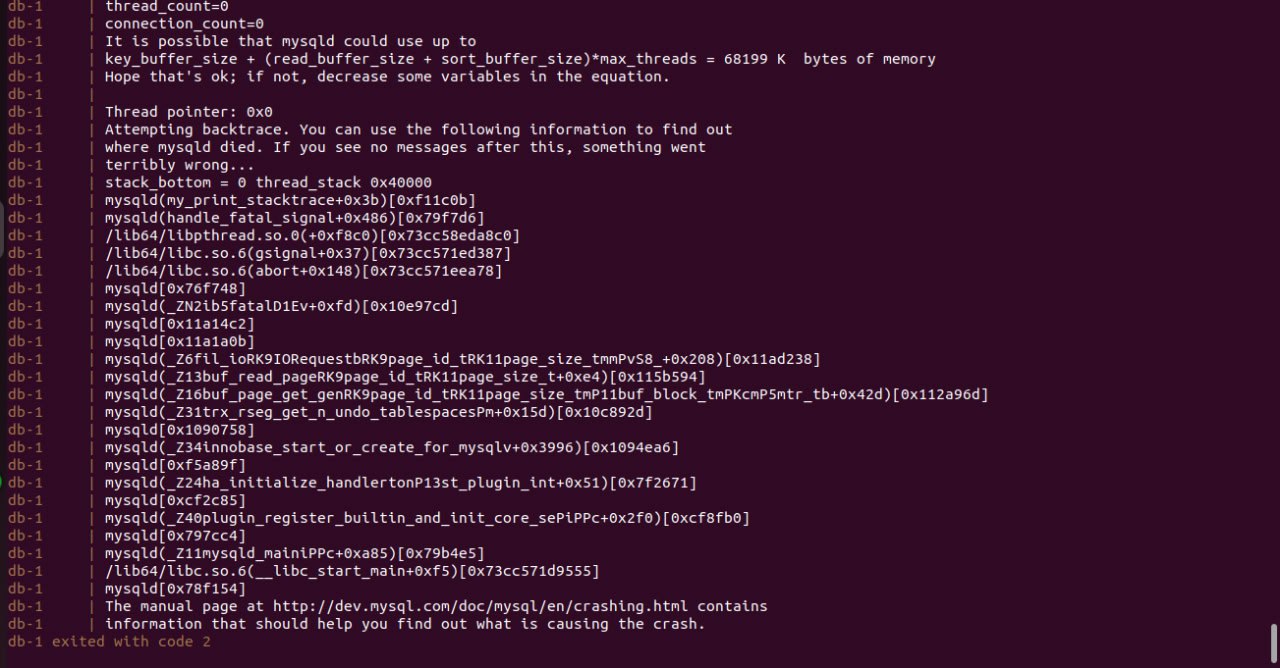 db-1 | thread_count=0
db-1 | connection_count=0
db-1 | It is possible that mysqld could use up to
db-1 | key_buffer_size + (read_buffer_size + sort_buffer_size)*max_threads = 68199 K  bytes of memory
db-1 | Hope that's ok; if not, decrease some variables in the equation.
db-1 |
db-1 | Thread pointer: 0x0
db-1 | Attempting backtrace. You can use the following information to find out
db-1 | where mysqld died. If you see no messages after this, something went
db-1 | terribly wrong...
db-1 | stack_bottom = 0 thread_stack 0x40000
db-1 | mysqld(my_print_stacktrace+0x3b)[0xf11c0b]
db-1 | mysqld(handle_fatal_signal+0x486)[0x79f7d6]
db-1 | /lib64/libpthread.so.0(+0xf8c0)[0x73cc58eda8c0]
db-1 | /lib64/libc.so.6(gsignal+0x37)[0x73cc571ed387]
db-1 | /lib64/libc.so.6(abort+0x148)[0x73cc571eea78]
db-1 | mysqld[0x76f748]
db-1 | mysqld(_ZN2ib5fatalD1Ev+0xfd)[0x10e97cd]
db-1 | mysqld[0x11a14c2]
db-1 | mysqld[0x11a1a0b]
db-1 | mysqld(_Z6fil_ioRK9IORequestbRK9page_id_tRK11page_size_tmmPvS8_+0x208)[0x11ad238]
db-1 | mysqld(_Z13buf_read_pageRK9page_id_tRK11page_size_t+0xe4)[0x115b594]
db-1 | mysqld(_Z16buf_page_get_genRK9page_id_tRK11page_size_tmP11buf_block_tmPKcmP5mtr_tb+0x42d)[0x112a96d]
db-1 | mysqld(_Z31trx_rseg_get_n_undo_tablespacesPm+0x15d)[0x10c892d]
db-1 | mysqld[0x1090758]
db-1 | mysqld(_Z34innobase_start_or_create_for_mysqlv+0x3996)[0x1094ea6]
db-1 | mysqld[0xf5a89f]
db-1 | mysqld(_Z24ha_initialize_handlertonP13st_plugin_int+0x51)[0x7f2671]
db-1 | mysqld[0xcf2c85]
db-1 | mysqld(_Z40plugin_register_builtin_and_init_core_sePiPPc+0x2f0)[0xcf8fb0]
db-1 | mysqld[0x797cc4]
db-1 | mysqld(_Z11mysqld_mainiPPc+0xa85)[0x79b4e5]
db-1 | /lib64/libc.so.6(__libc_start_main+0xf5)[0x73cc571d9555]
db-1 | mysqld[0x78f154]
db-1 | The manual page at http://dev.mysql.com/doc/mysql/en/crashing.html contains
db-1 | information that should help you find out what is causing the crash.
db-1 exited with code 2